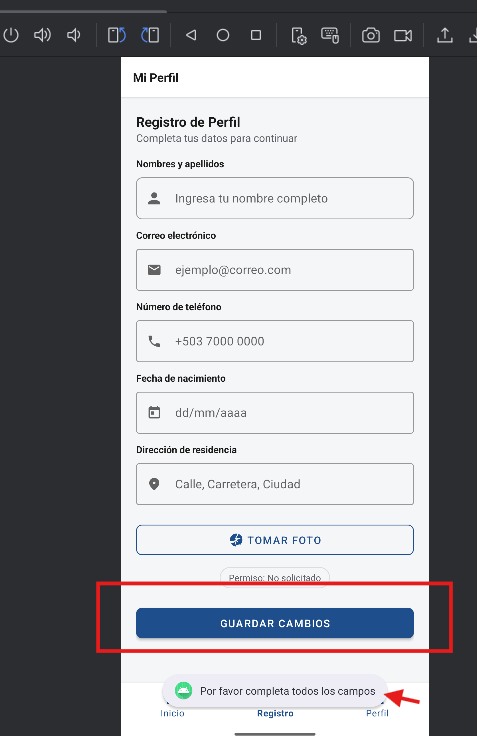 Mi Perfil
Registro de Perfil
Completa tus datos para continuar
Nombres y apellidos
Ingresa tu nombre completo
Correo electrónico
ejemplo@correo.com
Número de teléfono
+503 7000 0000
Fecha de nacimiento
dd/mm/aaaa
Dirección de residencia
Calle, Carretera, Ciudad
TOMAR FOTO
Permiso: No solicitado
GUARDAR CAMBIOS
Por favor completa todos los campos
Inicio
Registro
Perfil